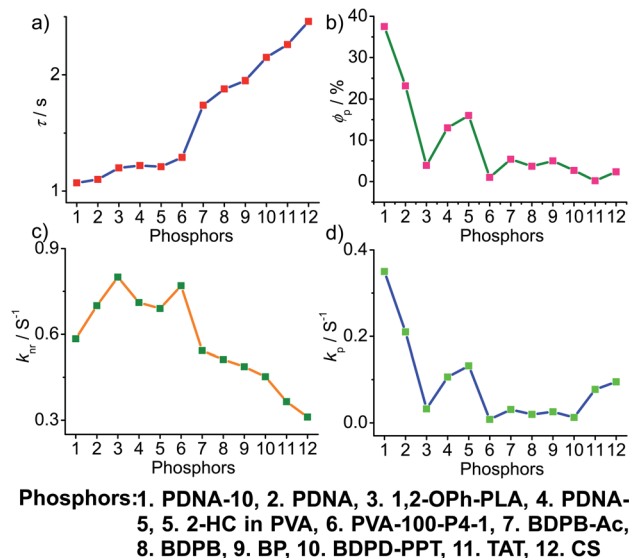 a)
τ / s
2
1
1 2 3 4 5 6 7 8 9 10 11 12
Phosphors
b)
ϕp / %
40
30
20
10
0
1 2 3 4 5 6 7 8 9 10 11 12
Phosphors
c)
knr / S-1
0.9
0.6
0.3
1 2 3 4 5 6 7 8 9 10 11 12
Phosphors
d)
kp / S-1
0.4
0.2
0.0
1 2 3 4 5 6 7 8 9 10 11 12
Phosphors
Phosphors:1. PDNA-10, 2. PDNA, 3. 1,2-OPh-PLA, 4. PDNA-
5, 5. 2-HC in PVA, 6. PVA-100-P4-1, 7. BDPB-Ac,
8. BDPB, 9. BP, 10. BDPD-PPT, 11. TAT, 12. CS